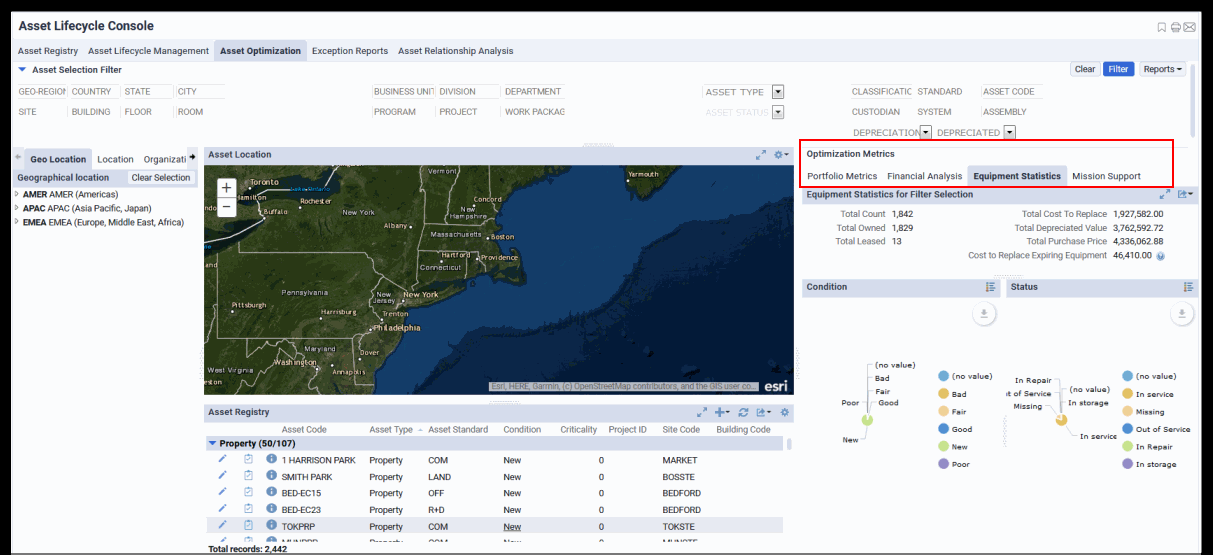 Asset Lifecycle Console
Asset Registry Asset Lifecycle Management Asset Optimization Exception Reports Asset Relationship Analysis
Asset Selection Filter
Clear Filter Reports
GEO-REGION COUNTRY STATE CITY BUSINESS UNIT DIVISION DEPARTMENT ASSET TYPE CLASSIFICATIC STANDARD ASSET CODE
SITE BUILDING FLOOR ROOM PROGRAM PROJECT WORK PACKAG ASSET STATUS CUSTODIAN SYSTEM ASSEMBLY
DEPRECIATION DEPRECIATED
Geo Location Location Organizati
Geographical location Clear Selection
AMER AMER (Americas)
APAC APAC (Asia Pacific, Japan)
EMEA EMEA (Europe, Middle East, Africa)
Asset Location
+
−
Vermont
Yarmouth
Toronto
Lake Ontario
Hamilton
Rochester
Concord
Buffalo
New York
New Hampshire
Albany
Massachusetts
Boston
Hartford
Providence
Connecticut
Pennsylvania
New Jersey
New York
Pittsburgh
Harrisburg
Trenton
Philadelphia
Maryland
Dover
Washington
West Virginia
Annapolis
Esri, HERE, Garmin, (c) OpenStreetMap contributors, and the GIS user co...
esri
Optimization Metrics
Portfolio Metrics Financial Analysis Equipment Statistics Mission Support
Equipment Statistics for Filter Selection
Total Count 1,842 Total Cost To Replace 1,927,582.00
Total Owned 1,829 Total Depreciated Value 3,762,592.72
Total Leased 13 Total Purchase Price 4,336,062.88
Cost to Replace Expiring Equipment 46,410.00
Condition
(no value)
Bad
Fair
Poor
Good
New
(no value)
Bad
Fair
Good
New
Poor
Status
In Repair
(no value)
t of Service
In storage
Missing
In service
(no value)
In service
Missing
Out of Service
In Repair
In storage
Asset Registry
Asset Code Asset Type Asset Standard Condition Criticality Project ID Site Code Building Code
Property (50/107)
1 HARRISON PARK Property COM New 0 MARKET
SMITH PARK Property LAND New 0 BOSSTE
BED-EC15 Property OFF New 0 BEDFORD
BED-EC23 Property R+D New 0 BEDFORD
TOKPRP Property COM New 0 TOKSTE
Total records: 2,442